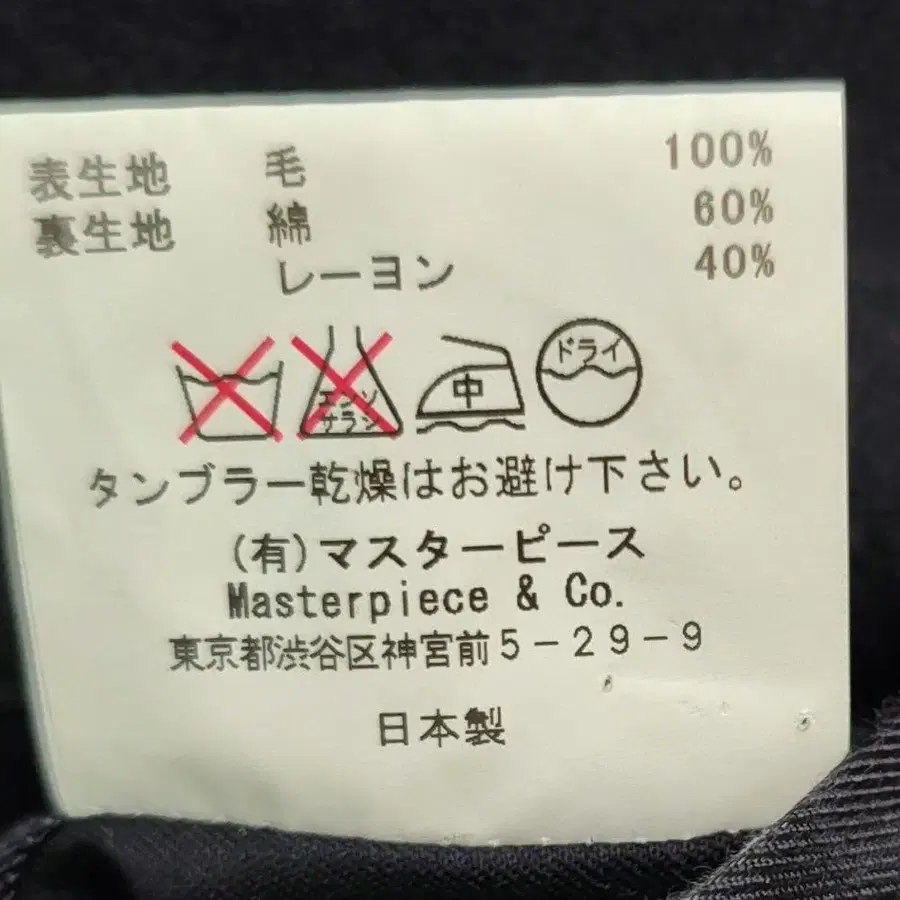 表生地 毛 100%
裏生地 綿 60%
レーヨン 40%
エンソ
サラシ
中
ドライ
タンブラー乾燥はお避け下さい。
(有)マスターピース
Masterpiece & Co.
東京都渋谷区神宮前5-29-9
日本製